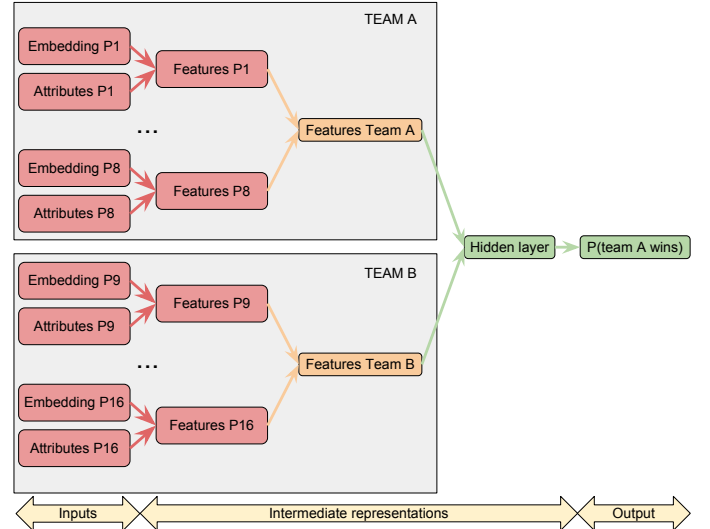 TEAM A
Embedding P1
Attributes P1
Features P1
...
Embedding P8
Attributes P8
Features P8
Features Team A
TEAM B
Embedding P9
Attributes P9
Features P9
...
Embedding P16
Attributes P16
Features P16
Features Team B
Hidden layer
P(team A wins)
Inputs
Intermediate representations
Output